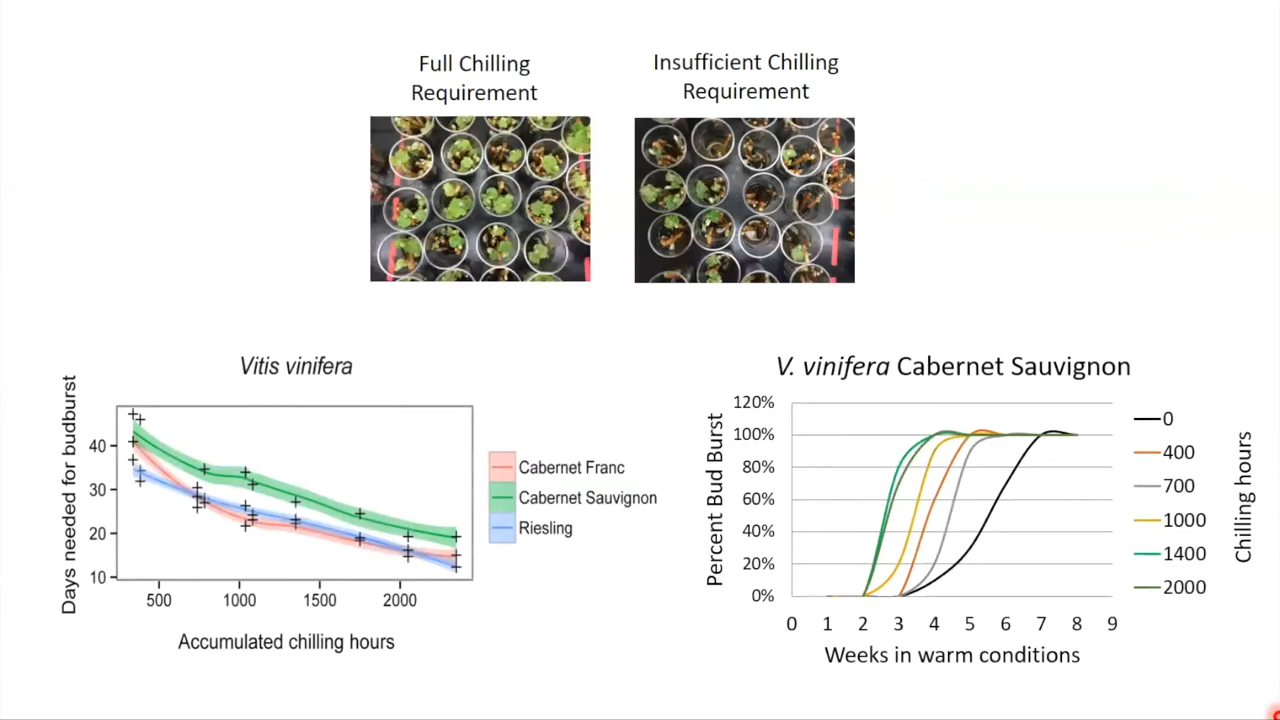 Full Chilling
Requirement
Insufficient Chilling
Requirement
Vitis vinifera
Days needed for budburst
40
30
20
10
500 1000 1500 2000
Accumulated chilling hours
Cabernet Franc
Cabernet Sauvignon
Riesling
V. vinifera Cabernet Sauvignon
Percent Bud Burst
120%
100%
80%
60%
40%
20%
0%
0 1 2 3 4 5 6 7 8 9
Weeks in warm conditions
0
400
700
1000
1400
2000
Chilling hours